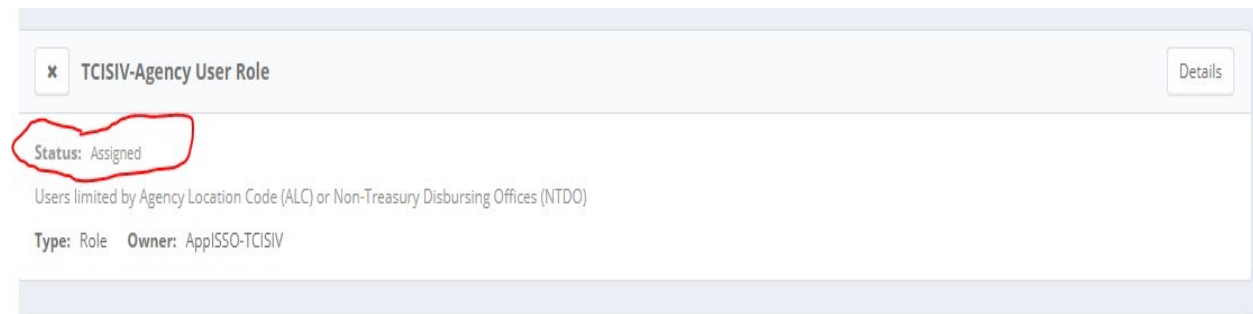 ✖ TCISIV-Agency User Role Details
Status: Assigned
Users limited by Agency Location Code (ALC) or Non-Treasury Disbursing Offices (NTDO)
Type: Role Owner: AppISSO-TCISIV